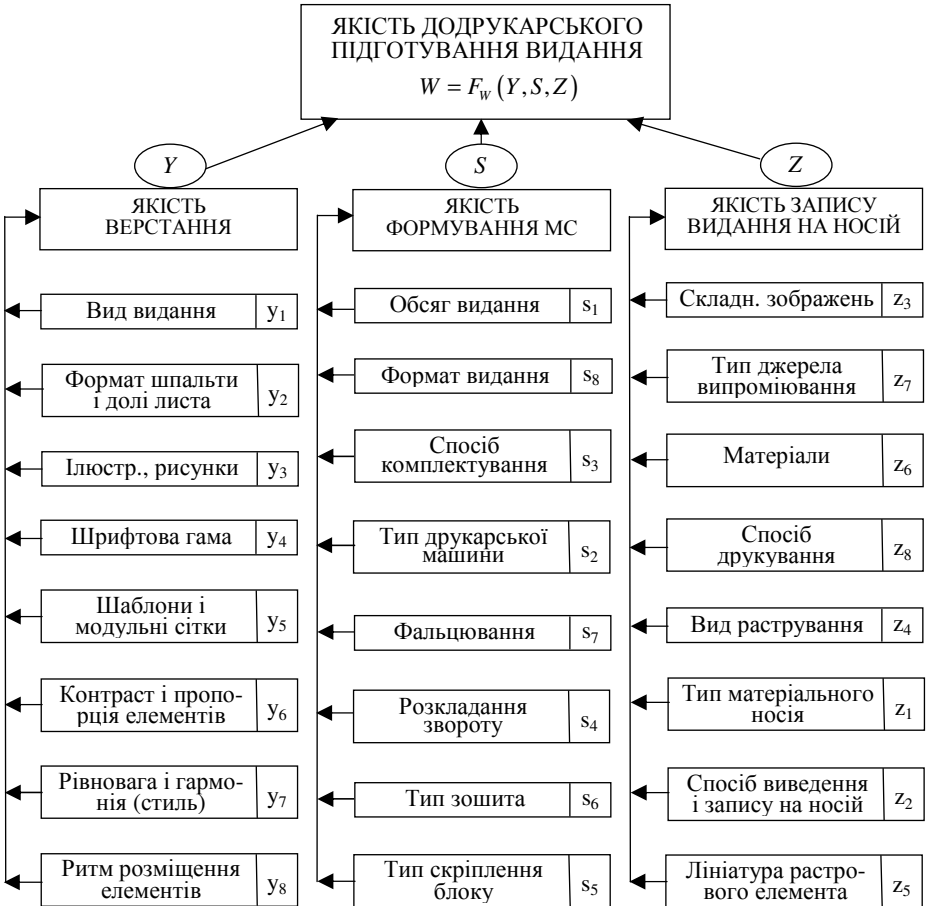 ЯКІСТЬ ДОДРУКАРСЬКОГО
ПІДГОТУВАННЯ ВИДАННЯ
W = F_W (Y, S, Z)
Y
S
Z
ЯКІСТЬ
ВЕРСТАННЯ
Вид видання y₁
Формат шпальти
і долі листа y₂
Ілюстр., рисунки y₃
Шрифтова гама y₄
Шаблони і
модульні сітки y₅
Контраст і пропо-
рція елементів y₆
Рівновага і гармо-
нія (стиль) y₇
Ритм розміщення
елементів y₈
ЯКІСТЬ
ФОРМУВАННЯ МС
Обсяг видання s₁
Формат видання s₈
Спосіб
комплектування s₃
Тип друкарської
машини s₂
Фальцювання s₇
Розкладання
звороту s₄
Тип зошита s₆
Тип скріплення
блоку s₅
ЯКІСТЬ ЗАПИСУ
ВИДАННЯ НА НОСІЙ
Складн. зображень z₃
Тип джерела
випроміювання z₇
Матеріали z₆
Спосіб
друкування z₈
Вид растрування z₄
Тип матеріального
носія z₁
Спосіб виведення
і запису на носій z₂
Лініатура растро-
вого елемента z₅